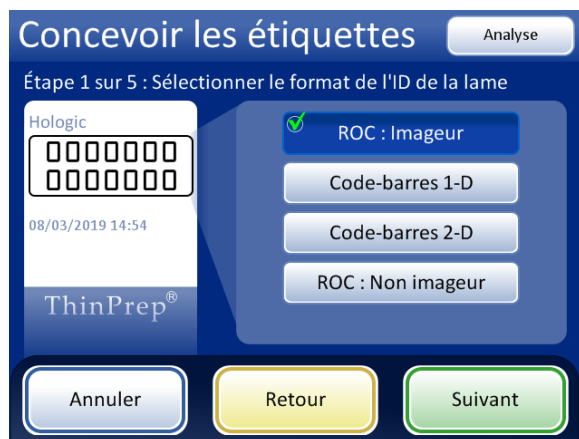 Concevoir les étiquettes
Analyse
Étape 1 sur 5 : Sélectionner le format de l'ID de la lame
Hologic
0000000
0000000
08/03/2019 14:54
ThinPrep®
ROC : Imageur
Code-barres 1-D
Code-barres 2-D
ROC : Non imageur
Annuler
Retour
Suivant